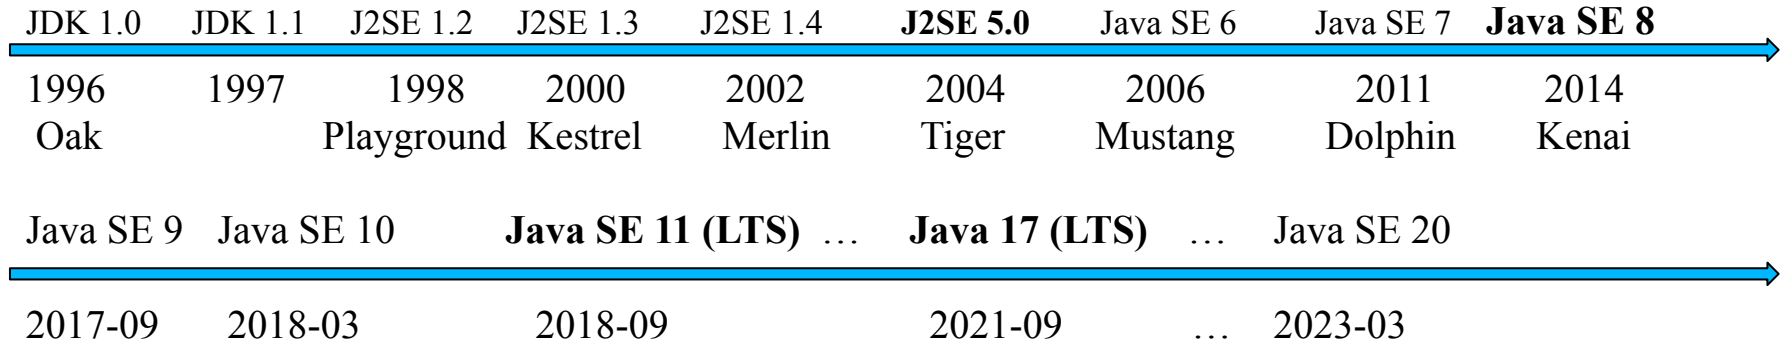 JDK 1.0 JDK 1.1 J2SE 1.2 J2SE 1.3 J2SE 1.4 J2SE 5.0 Java SE 6 Java SE 7 Java SE 8
1996 1997 1998 2000 2002 2004 2006 2011 2014
Oak Playground Kestrel Merlin Tiger Mustang Dolphin Kenai
Java SE 9 Java SE 10 Java SE 11 (LTS) … Java 17 (LTS) … Java SE 20
2017-09 2018-03 2018-09 2021-09 … 2023-03